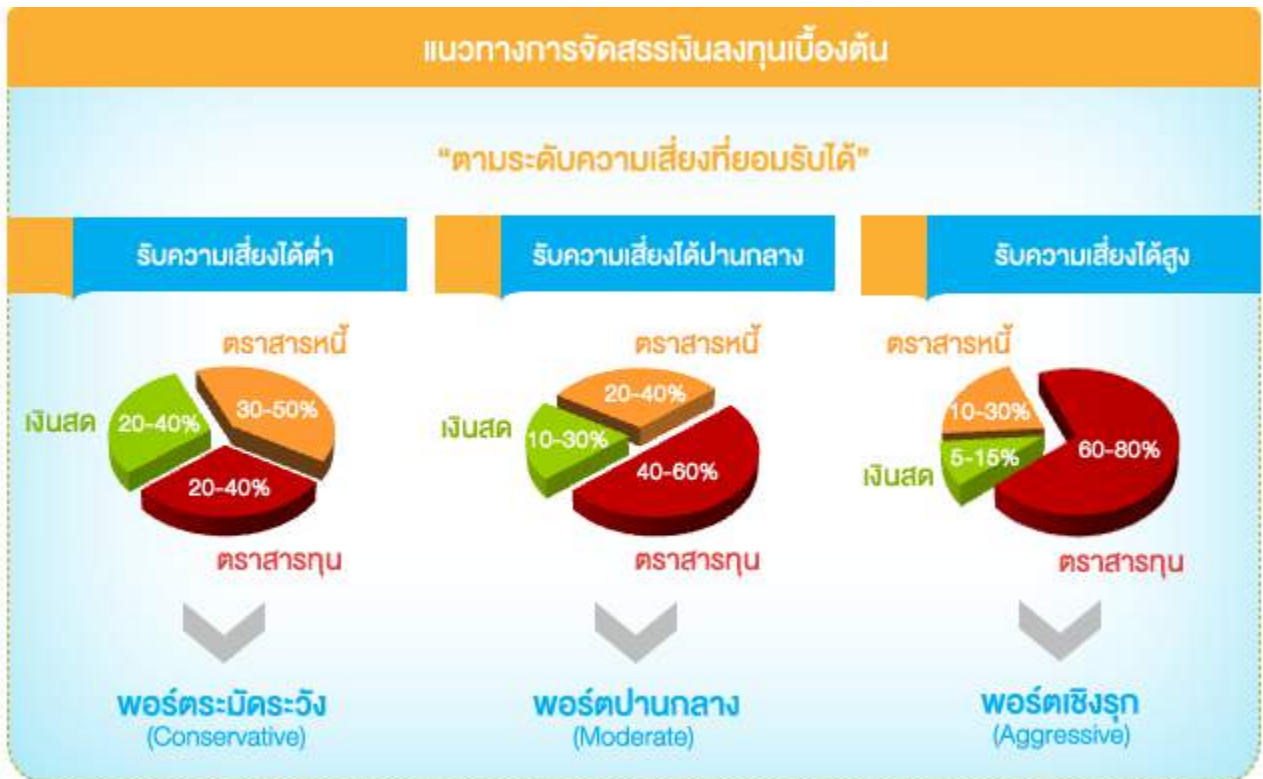 แนวทางการจัดสรรเงินลงทุนเบื้องต้น
“ตามระดับความเสี่ยงที่ยอมรับได้”
รับความเสี่ยงได้ต่ำ
ตราสารหนี้
เงินสด
20-40%
30-50%
20-40%
ตราสารทุน
พอร์ตระมัดระวัง
(Conservative)
รับความเสี่ยงได้ปานกลาง
ตราสารหนี้
20-40%
เงินสด
10-30%
40-60%
ตราสารทุน
พอร์ตปานกลาง
(Moderate)
รับความเสี่ยงได้สูง
ตราสารหนี้
10-30%
60-80%
เงินสด
5-15%
ตราสารทุน
พอร์ตเชิงรุก
(Aggressive)